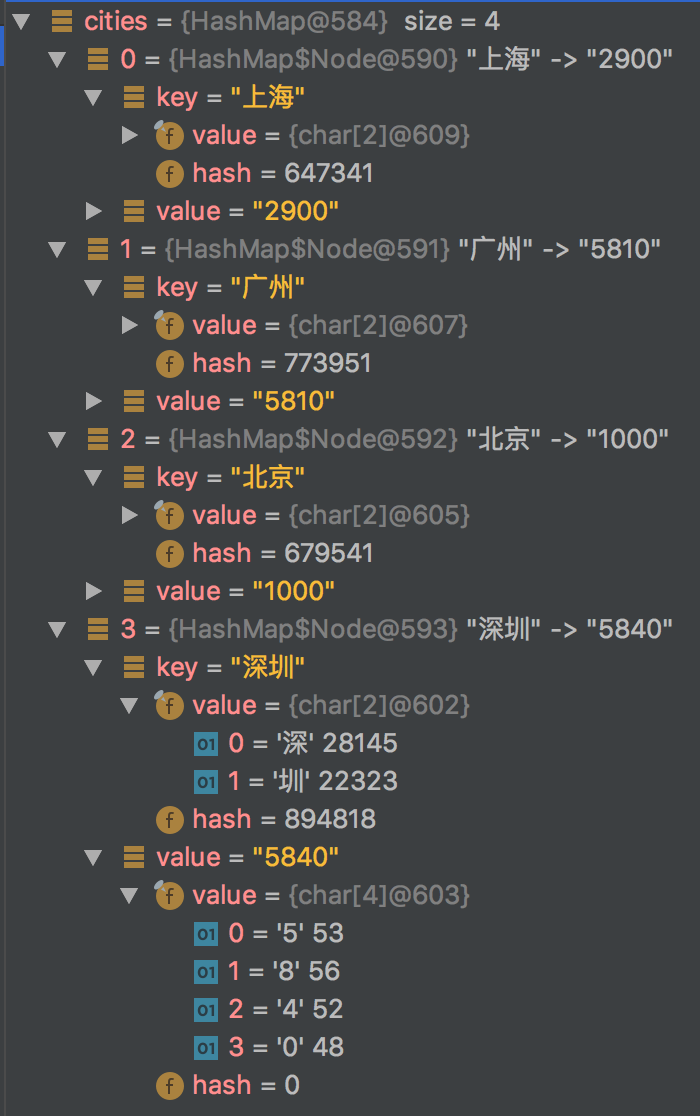 cities = {HashMap@584} size = 4
0 = {HashMap$Node@590} "上海" -> "2900"
key = "上海"
f value = {char[2]@609}
f hash = 647341
value = "2900"
1 = {HashMap$Node@591} "广州" -> "5810"
key = "广州"
f value = {char[2]@607}
f hash = 773951
value = "5810"
2 = {HashMap$Node@592} "北京" -> "1000"
key = "北京"
f value = {char[2]@605}
f hash = 679541
value = "1000"
3 = {HashMap$Node@593} "深圳" -> "5840"
key = "深圳"
f value = {char[2]@602}
01 0 = '深' 28145
01 1 = '圳' 22323
f hash = 894818
value = "5840"
f value = {char[4]@603}
01 0 = '5' 53
01 1 = '8' 56
01 2 = '4' 52
01 3 = '0' 48
f hash = 0